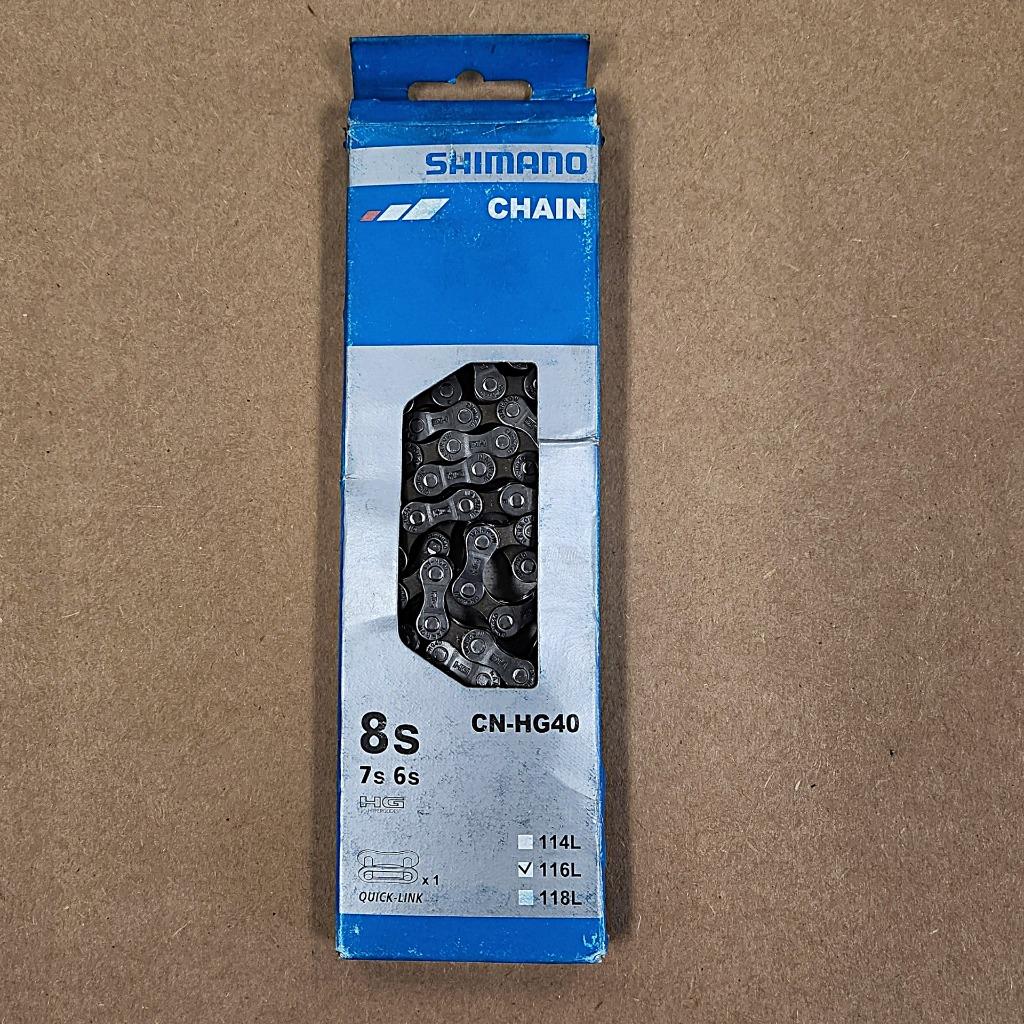 SHIMANO
CHAIN
8s
CN-HG40
7s 6s
HG
114L
116L
x 1
QUICK-LINK
118L